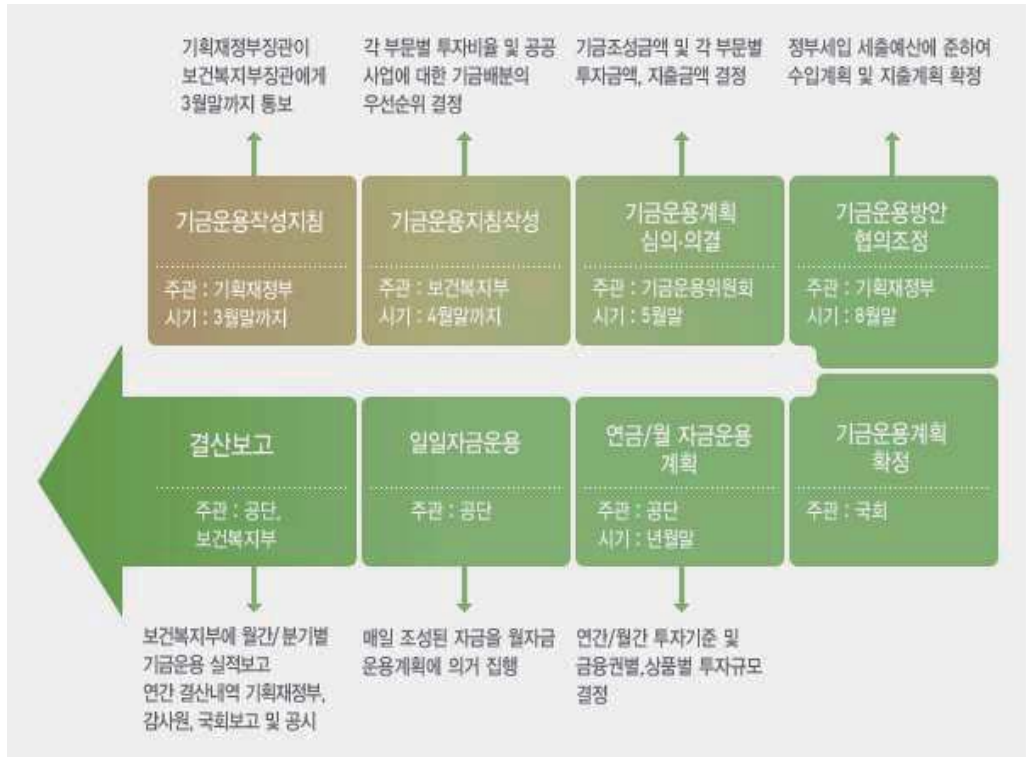 기획재정부장관이
보건복지부장관에게
3월말까지 통보
각 부문별 투자비율 및 공공
사업에 대한 기금배분의
우선순위 결정
기금조성금액 및 각 부문별
투자금액, 지출금액 결정
정부세입 세출예산에 준하여
수입계획 및 지출계획 확정
기금운용작성지침
주관 : 기획재정부
시기 : 3월말까지
기금운용지침작성
주관 : 보건복지부
시기 : 4월말까지
기금운용계획
심의·의결
주관 : 기금운용위원회
시기 : 5월말
기금운용방안
협의조정
주관 : 기획재정부
시기 : 8월말
기금운용계획
확정
주관 : 국회
연금/월 자금운용
계획
주관 : 공단
시기 : 년월말
일일자금운용
주관 : 공단
결산보고
주관 : 공단,
보건복지부
보건복지부에 월간/ 분기별
기금운용 실적보고
연간 결산내역 기획재정부,
감사원, 국회보고 및 공시
매일 조성된 자금을 월자금
운용계획에 의거 집행
연간/월간 투자기준 및
금융권별,상품별 투자규모
결정